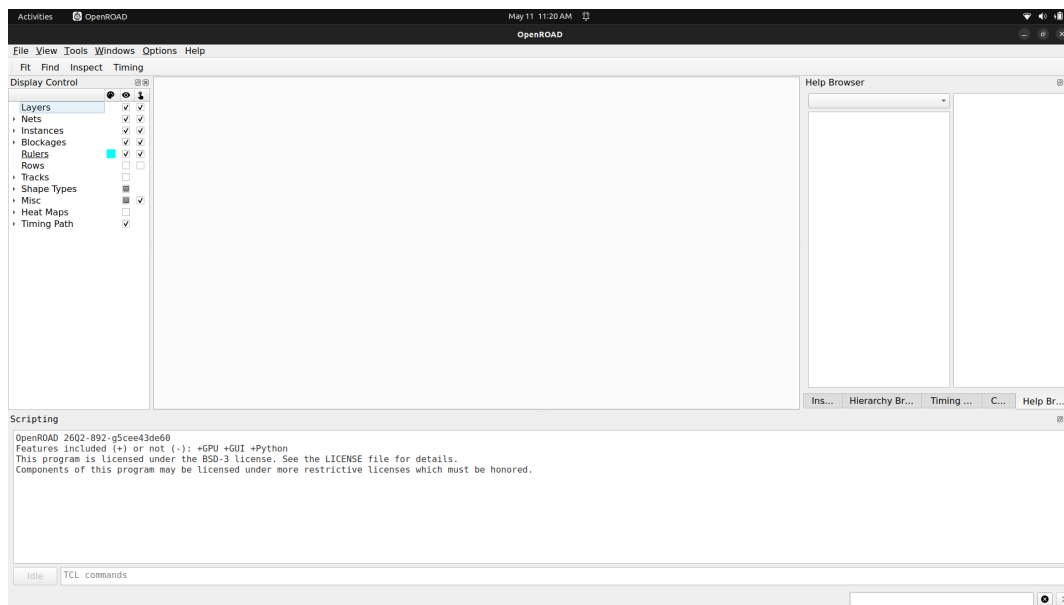 Activities OpenROAD May 11 11:20 AM
OpenROAD
File View Tools Windows Options Help
Fit Find Inspect Timing
Display Control
Layers
Nets
Instances
Blockages
Rulers
Rows
Tracks
Shape Types
Misc
Heat Maps
Timing Path
Help Browser
Ins... Hierarchy Br... Timing ... C... Help Br...
Scripting
OpenROAD 26Q2-892-g5cee43de60
Features included (+) or not (-): +GPU +GUI +Python
This program is licensed under the BSD-3 license. See the LICENSE file for details.
Components of this program may be licensed under more restrictive licenses which must be honored.
Idle TCL commands